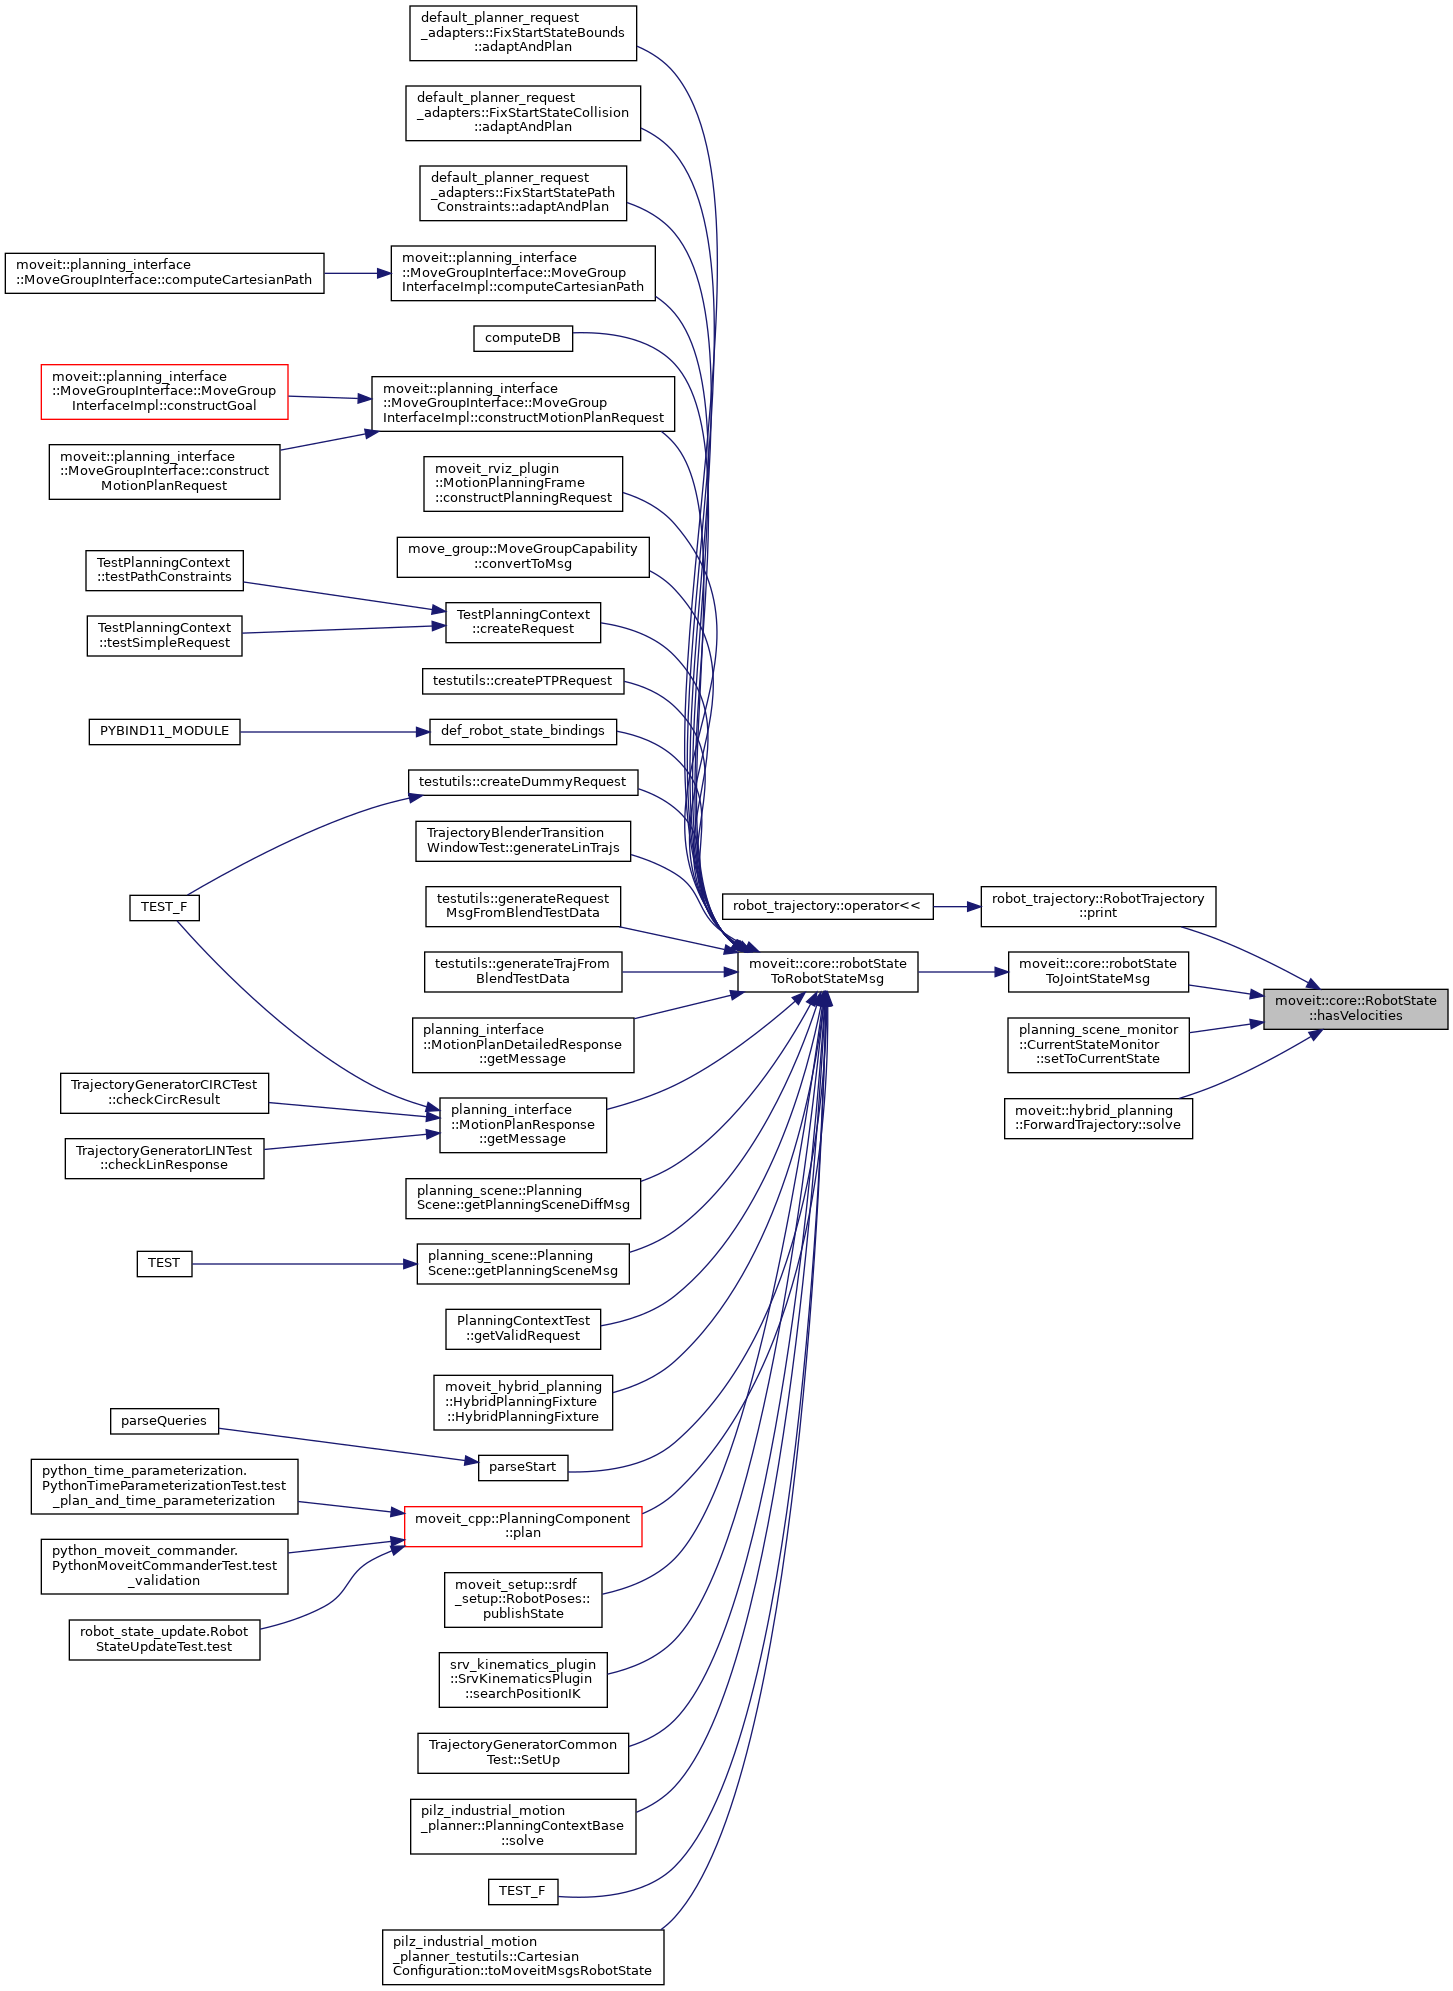 default_planner_request
_adapters::FixStartStateBounds
::adaptAndPlan
default_planner_request
_adapters::FixStartStateCollision
::adaptAndPlan
default_planner_request
_adapters::FixStartStatePath
Constraints::adaptAndPlan
moveit::planning_interface
::MoveGroupInterface::computeCartesianPath
moveit::planning_interface
::MoveGroupInterface::MoveGroup
InterfaceImpl::computeCartesianPath
computeDB
moveit::planning_interface
::MoveGroupInterface::MoveGroup
InterfaceImpl::constructGoal
moveit::planning_interface
::MoveGroupInterface::MoveGroup
InterfaceImpl::constructMotionPlanRequest
moveit::planning_interface
::MoveGroupInterface::construct
MotionPlanRequest
moveit_rviz_plugin
::MotionPlanningFrame
::constructPlanningRequest
move_group::MoveGroupCapability
::convertToMsg
TestPlanningContext
::testPathConstraints
TestPlanningContext
::createRequest
TestPlanningContext
::testSimpleRequest
testutils::createPTPRequest
PYBIND11_MODULE
def_robot_state_bindings
testutils::createDummyRequest
TrajectoryBlenderTransition
WindowTest::generateLinTrajs
TEST_F
testutils::generateRequest
MsgFromBlendTestData
robot_trajectory::operator<<
robot_trajectory::RobotTrajectory
::print
testutils::generateTrajFrom
BlendTestData
moveit::core::robotState
ToRobotStateMsg
moveit::core::robotState
ToJointStateMsg
moveit::core::RobotState
::hasVelocities
planning_interface
::MotionPlanDetailedResponse
::getMessage
planning_scene_monitor
::CurrentStateMonitor
::setToCurrentState
TrajectoryGeneratorCIRCTest
::checkCircResult
planning_interface
::MotionPlanResponse
::getMessage
moveit::hybrid_planning
::ForwardTrajectory::solve
TrajectoryGeneratorLINTest
::checkLinResponse
planning_scene::Planning
Scene::getPlanningSceneDiffMsg
TEST
planning_scene::Planning
Scene::getPlanningSceneMsg
PlanningContextTest
::getValidRequest
moveit_hybrid_planning
::HybridPlanningFixture
::HybridPlanningFixture
parseQueries
parseStart
python_time_parameterization.
PythonTimeParameterizationTest.test
_plan_and_time_parameterization
moveit_cpp::PlanningComponent
::plan
python_moveit_commander.
PythonMoveitCommanderTest.test
_validation
moveit_setup::srdf
_setup::RobotPoses::
publishState
robot_state_update.Robot
StateUpdateTest.test
srv_kinematics_plugin
::SrvKinematicsPlugin
::searchPositionIK
TrajectoryGeneratorCommon
Test::SetUp
pilz_industrial_motion
_planner::PlanningContextBase
::solve
TEST_F
pilz_industrial_motion
_planner_testutils::Cartesian
Configuration::toMoveitMsgsRobotState